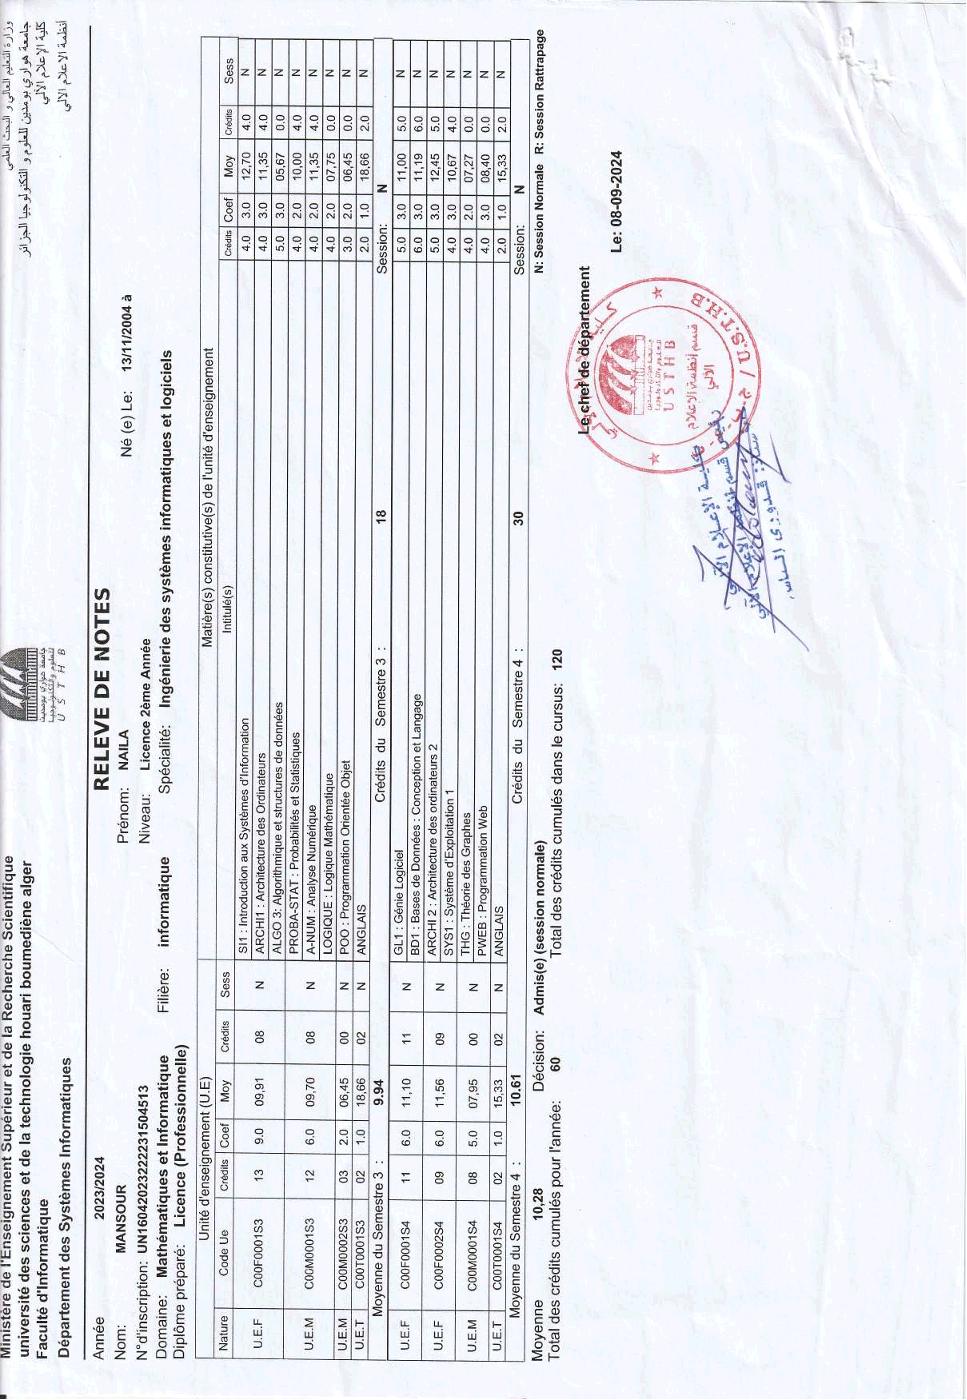 Ministère de l'Enseignement Supérieur et de la Recherche Scientifique
وزارة التعليم العالي و البحث العلمي
université des sciences et de la technologie houari boumediène alger
جامعة هواري بومدين للعلوم و التكنولوجيا الجزائر
Faculté d'Informatique
كلية الإعلام الألي
Département des Systèmes Informatiques
أنظمة الإعلام الالي
U S T H B
RELEVE DE NOTES
Année 2023/2024
Nom: MANSOUR Prénom: NAILA Né (e) Le: 13/11/2004 à
N°d'inscription: UN16042023222231504513 Niveau: Licence 2ème Année
Domaine: Mathématiques et Informatique Filière: informatique Spécialité: Ingénierie des systèmes informatiques et logiciels
Diplôme préparé: Licence (Professionnelle)
Unité d'enseignement (U.E) Matière(s) constitutive(s) de l'unité d'enseignement
Nature Code Ue Crédits Coef Moy Crédits Sess Intitulé(s) Crédits Coef Moy Crédits Sess
U.E.F C00F0001S3 13 9.0 09,91 08 N SI1 : Introduction aux Systèmes d'Information 4.0 3.0 12,70 4.0 N
ARCHI1 : Architecture des Ordinateurs 4.0 3.0 11,35 4.0 N
ALGO 3: Algorithmique et structures de données 5.0 3.0 05,67 0.0 N
U.E.M C00M0001S3 12 6.0 09,70 08 N PROBA-STAT : Probabilités et Statistiques 4.0 2.0 10,00 4.0 N
A-NUM : Analyse Numérique 4.0 2.0 11,35 4.0 N
LOGIQUE : Logique Mathématique 4.0 2.0 07,75 0.0 N
U.E.M C00M0002S3 03 2.0 06,45 00 N POO : Programmation Orientée Objet 3.0 2.0 06,45 0.0 N
U.E.T C00T0001S3 02 1.0 18,66 02 N ANGLAIS 2.0 1.0 18,66 2.0 N
Moyenne du Semestre 3 : 9.94 Crédits du Semestre 3 : 18 Session: N
U.E.F C00F0001S4 11 6.0 11,10 11 N GL1 : Génie Logiciel 5.0 3.0 11,00 5.0 N
BD1 : Bases de Données : Conception et Langage 6.0 3.0 11,19 6.0 N
U.E.F C00F0002S4 09 6.0 11,56 09 N ARCHI 2 : Architecture des ordinateurs 2 5.0 3.0 12,45 5.0 N
SYS1 : Système d'Exploitation 1 4.0 3.0 10,67 4.0 N
U.E.M C00M0001S4 08 5.0 07,95 00 N THG : Théorie des Graphes 4.0 2.0 07,27 0.0 N
PWEB : Programmation Web 4.0 3.0 08,40 0.0 N
U.E.T C00T0001S4 02 1.0 15,33 02 N ANGLAIS 2.0 1.0 15,33 2.0 N
Moyenne du Semestre 4 : 10.61 Crédits du Semestre 4 : 30 Session: N
Moyenne 10,28 Décision: Admis(e) (session normale) N: Session Normale R: Session Rattrapage
Total des crédits cumulés pour l'année: 60 Total des crédits cumulés dans le cursus: 120
Le chef de département
Le: 08-09-2024
U S T H B
قسم أنظمة الإعلام
الألي
U.S.T.H.B